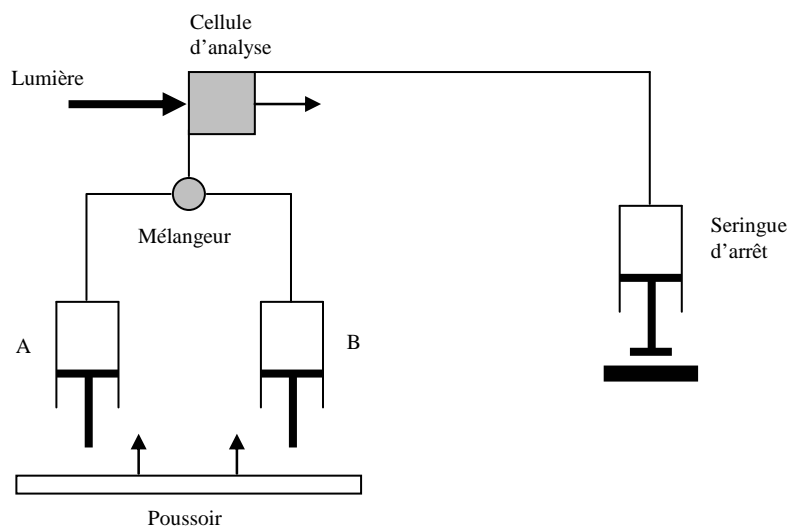 Cellule
d’analyse
Lumière
Mélangeur
Seringue
d’arrêt
A
B
Poussoir